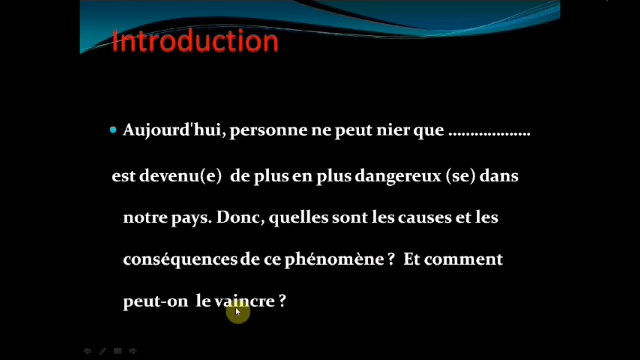 Introduction
Aujourd'hui, personne ne peut nier que ...................
est devenu(e) de plus en plus dangereux (se) dans
notre pays. Donc, quelles sont les causes et les
conséquences de ce phénomène ? Et comment
peut-on le vaincre ?